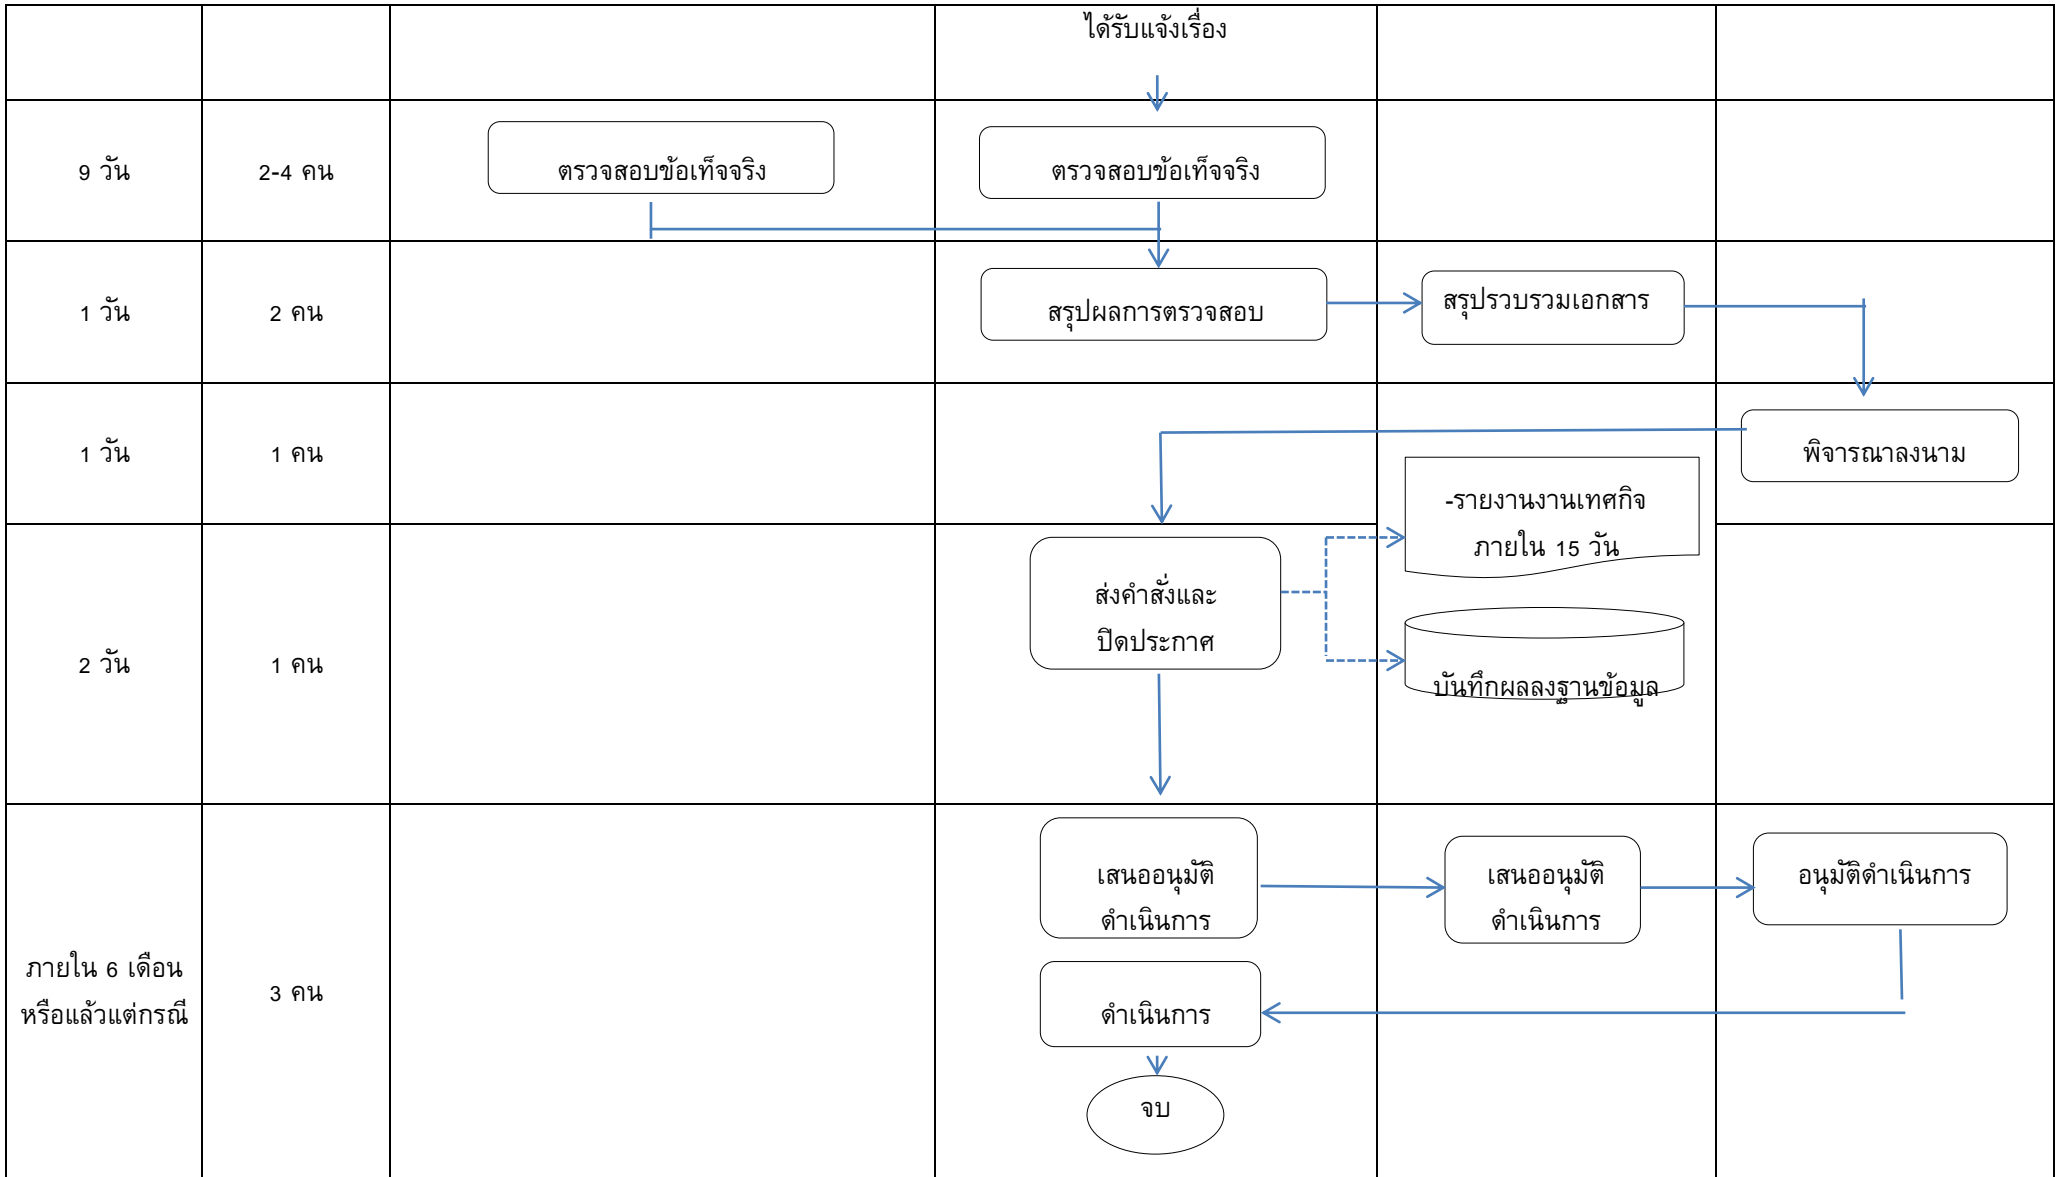 ได้รับแจ้งเรื่อง
9 วัน
2-4 คน
ตรวจสอบข้อเท็จจริง
ตรวจสอบข้อเท็จจริง
1 วัน
2 คน
สรุปผลการตรวจสอบ
สรุปรวบรวมเอกสาร
1 วัน
1 คน
พิจารณาลงนาม
-รายงานงานเทศกิจ
ภายใน 15 วัน
2 วัน
1 คน
ส่งคำสั่งและ
ปิดประกาศ
บันทึกผลลงฐานข้อมูล
ภายใน 6 เดือน
หรือแล้วแต่กรณี
3 คน
เสนออนุมัติ
ดำเนินการ
เสนออนุมัติ
ดำเนินการ
อนุมัติดำเนินการ
ดำเนินการ
จบ